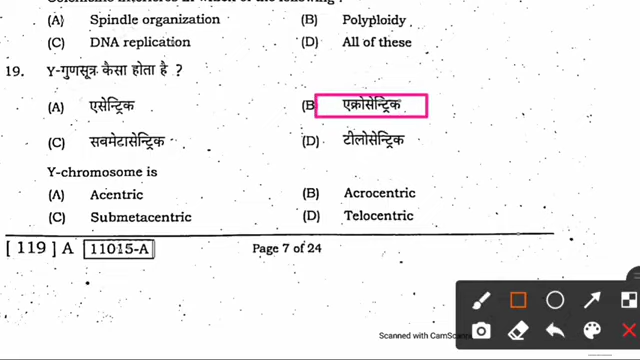 (A) Spindle organization (B) Polyploidy
(C) DNA replication (D) All of these
19. Y-गुणसूत्र कैसा होता है ?
(A) एसेन्ट्रिक (B) एक्रोसेन्ट्रिक
(C) सबमेटासेन्ट्रिक (D) टीलोसेन्ट्रिक
Y-chromosome is
(A) Acentric (B) Acrocentric
(C) Submetacentric (D) Telocentric
[ 119 ] A 11015-A Page 7 of 24
Scanned with